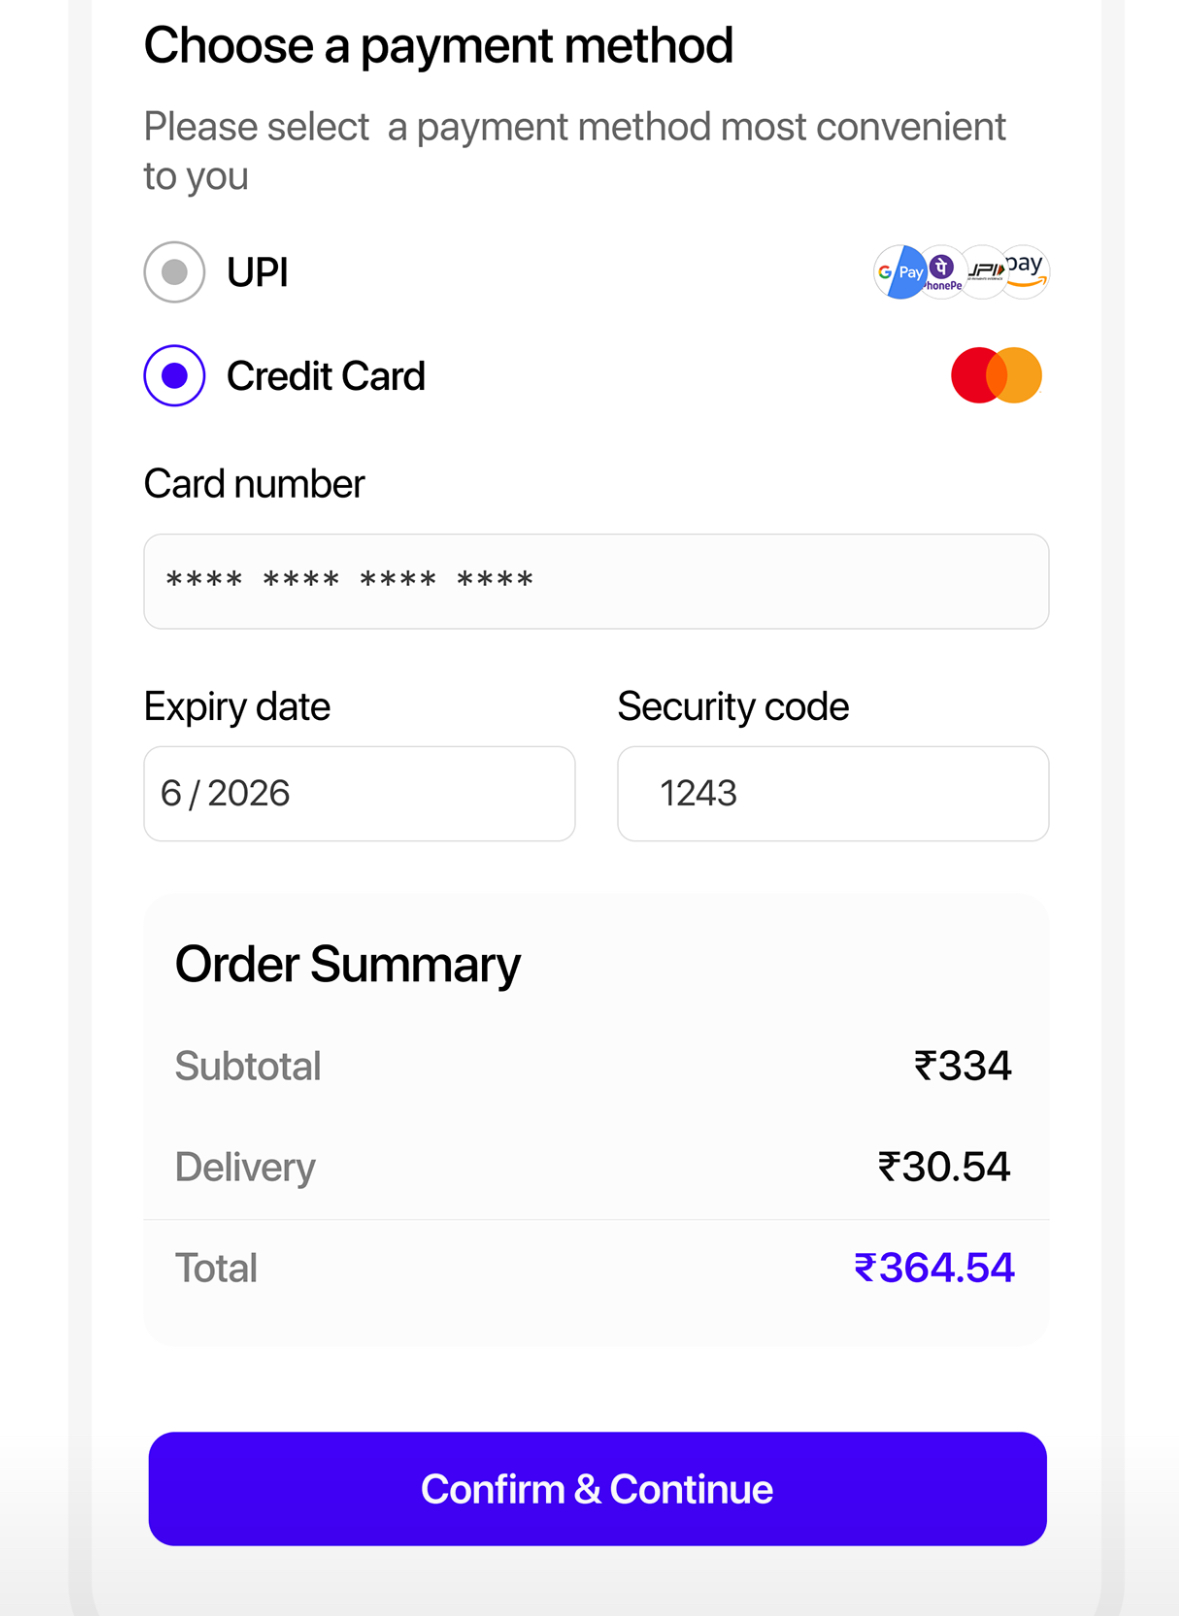 Choose a payment method
Please select  a payment method most convenient
to you
UPI
G Pay
पे
PhonePe
UPI
pay
Credit Card
Card number
**** **** **** ****
Expiry date
Security code
6 / 2026
1243
Order Summary
Subtotal
₹334
Delivery
₹30.54
Total
₹364.54
Confirm & Continue